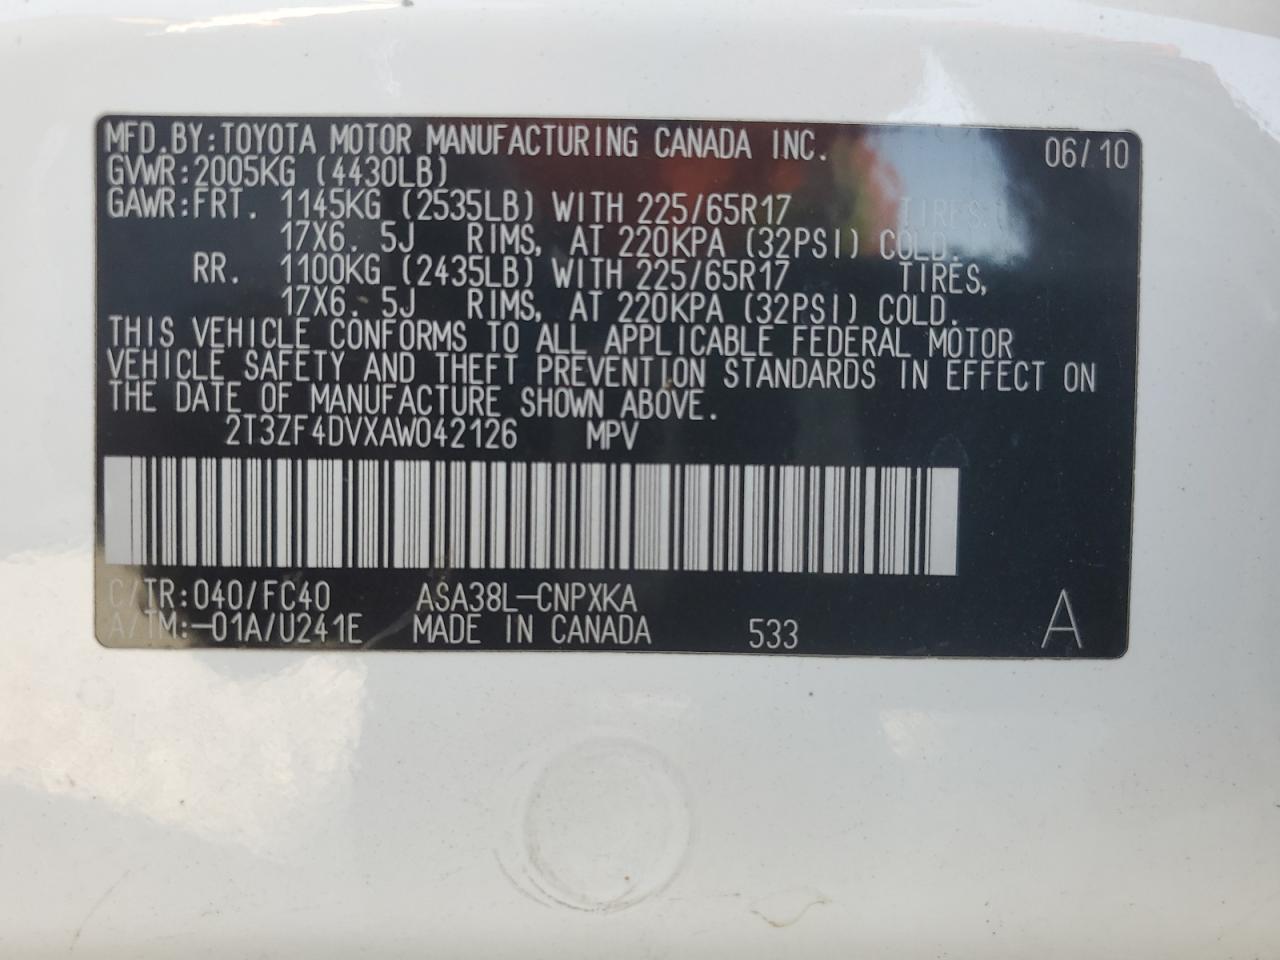 MFD.BY:TOYOTA MOTOR MANUFACTURING CANADA INC. 06/10
GVWR:2005KG (4430LB)
GAWR:FRT. 1145KG (2535LB) WITH 225/65R17 TIRES,
17X6.5J RIMS, AT 220KPA (32PSI) COLD.
RR. 1100KG (2435LB) WITH 225/65R17 TIRES,
17X6.5J RIMS, AT 220KPA (32PSI) COLD.
THIS VEHICLE CONFORMS TO ALL APPLICABLE FEDERAL MOTOR
VEHICLE SAFETY AND THEFT PREVENTION STANDARDS IN EFFECT ON
THE DATE OF MANUFACTURE SHOWN ABOVE.
2T3ZF4DVXAW042126 MPV
C/TR:040/FC40 ASA38L-CNPXKA
A/TM:-01A/U241E MADE IN CANADA 533 A